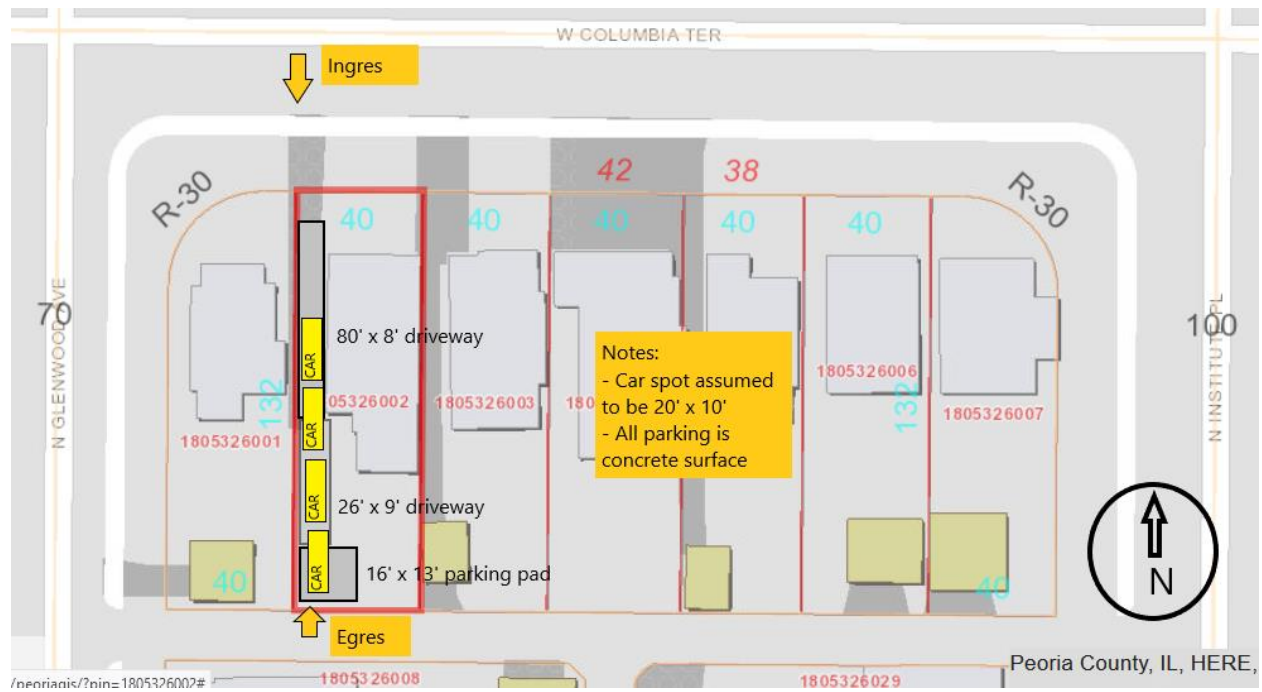 W COLUMBIA TER
Ingres
42
38
R-30
R-30
40
40
40
40
40
N GLENWOOD AVE
70
N INSTITUTE PL
100
80' x 8' driveway
CAR
Notes:
- Car spot assumed
to be 20' x 10'
- All parking is
concrete surface
1805326006
132
132
CAR
05326002
1805326003
180
1805326007
1805326001
CAR
26' x 9' driveway
CAR
16' x 13' parking pad
40
40
N
Egres
Peoria County, IL, HERE,
/peoriagis/?pin=1805326002#
1805326008
1805326029